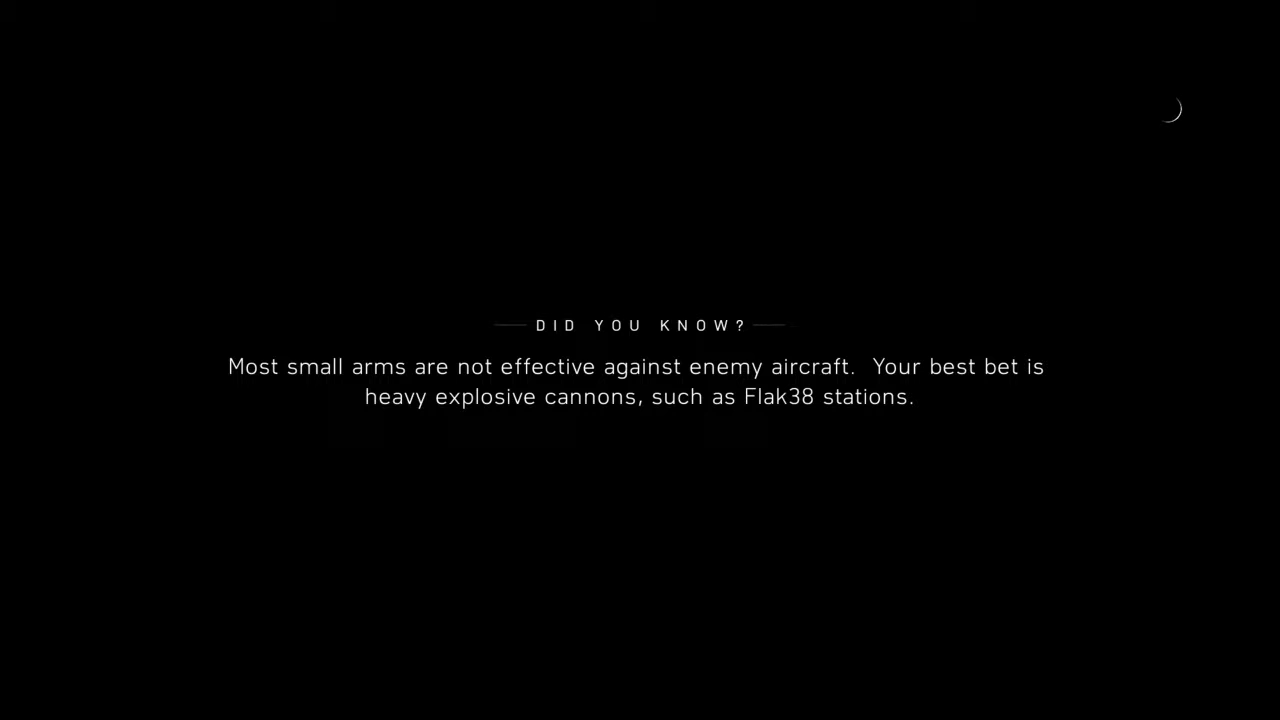 DID YOU KNOW?
Most small arms are not effective against enemy aircraft.  Your best bet is
heavy explosive cannons, such as Flak38 stations.